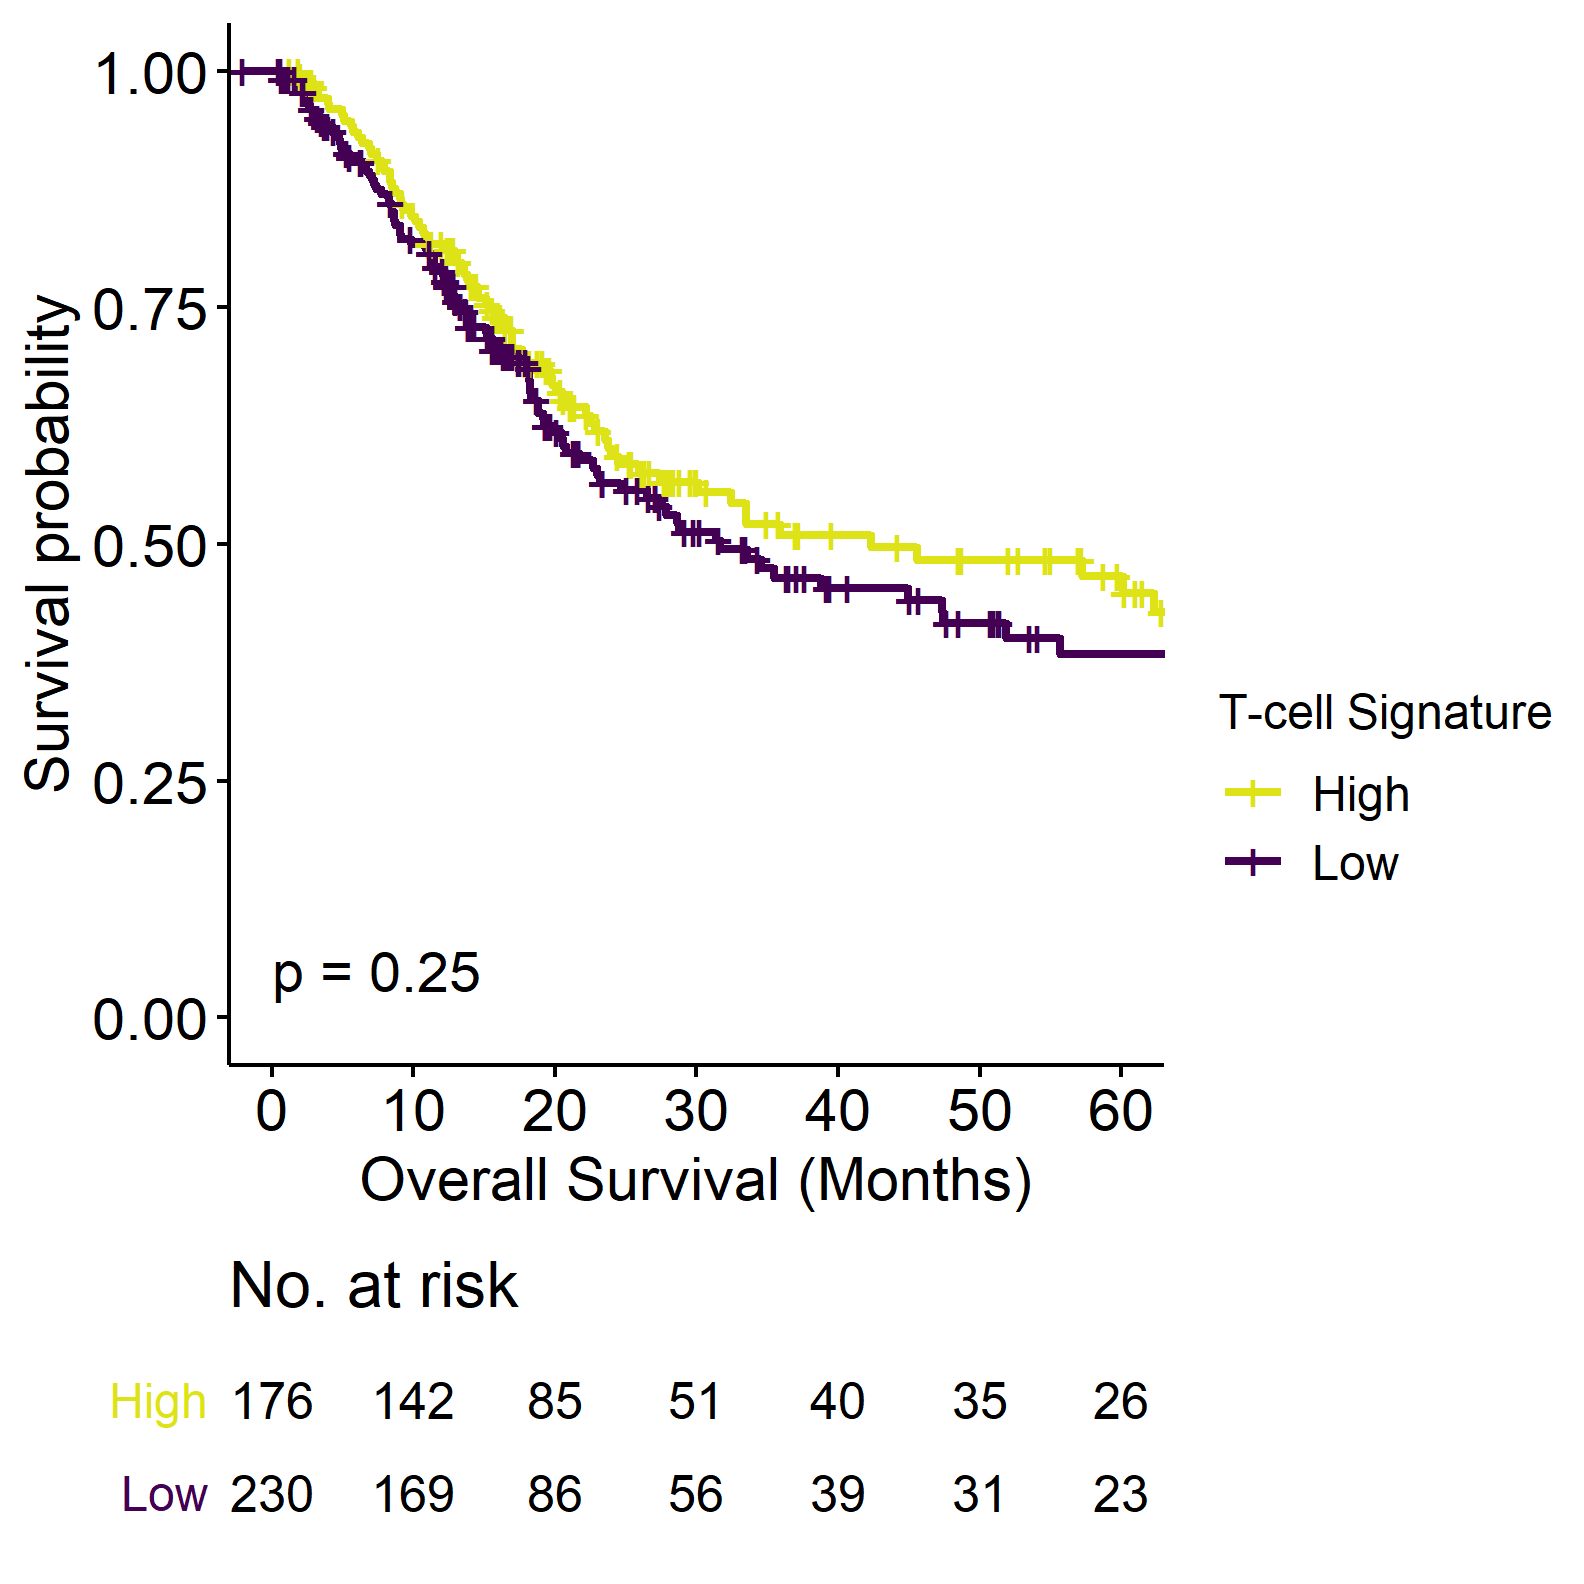 1.00
0.75
0.50
0.25
0.00
Survival probability
p = 0.25
0 10 20 30 40 50 60
Overall Survival (Months)
T-cell Signature
High
Low
No. at risk
High 176 142 85 51 40 35 26
Low 230 169 86 56 39 31 23